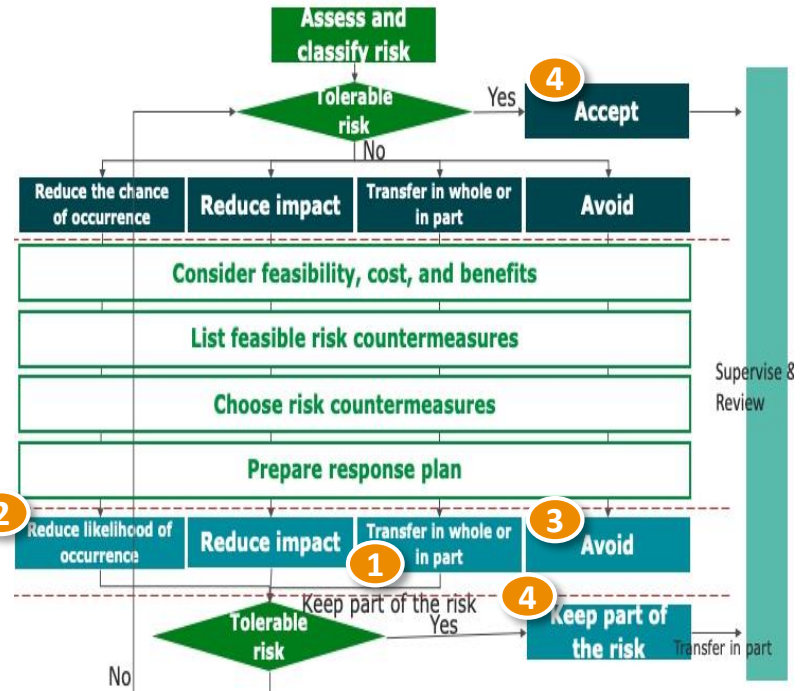 Assess and
classify risk
4
Tolerable
risk
Yes
Accept
No
Reduce the chance
of occurrence
Reduce impact
Transfer in whole or
in part
Avoid
Consider feasibility, cost, and benefits
List feasible risk countermeasures
Choose risk countermeasures
Prepare response plan
Supervise &
Review
2
Reduce likelihood of
occurrence
Reduce impact
Transfer in whole or
in part
1
3
Avoid
Keep part of the risk
4
Tolerable
risk
Yes
Keep part of
the risk
Transfer in part
No